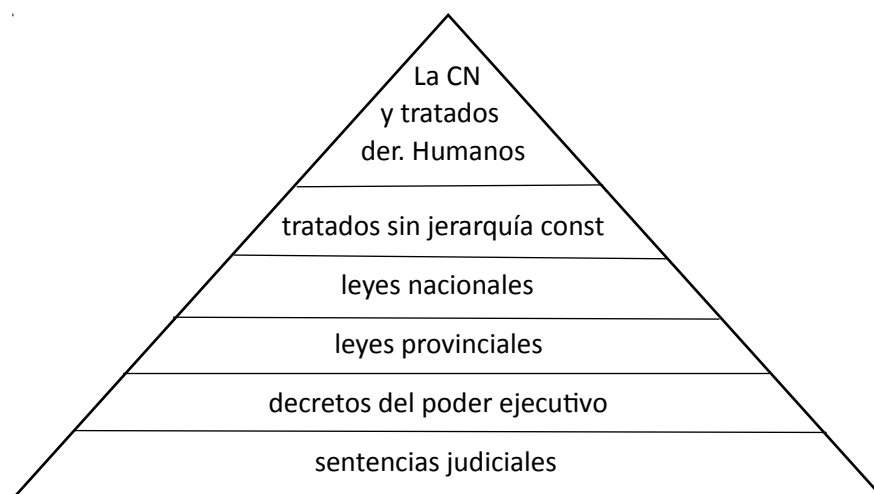 La CN
y tratados
der. Humanos
tratados sin jerarquía const
leyes nacionales
leyes provinciales
decretos del poder ejecutivo
sentencias judiciales